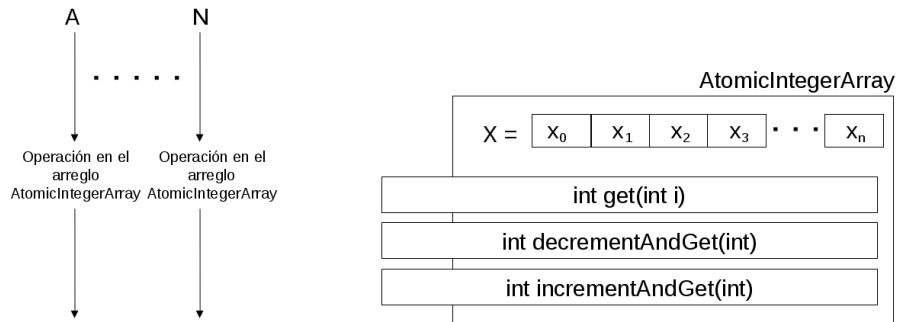 A
N
. . . . .
Operación en el
arreglo
AtomicIntegerArray
Operación en el
arreglo
AtomicIntegerArray
AtomicIntegerArray
X = x0 x1 x2 x3 . . . xn
int get(int i)
int decrementAndGet(int)
int incrementAndGet(int)